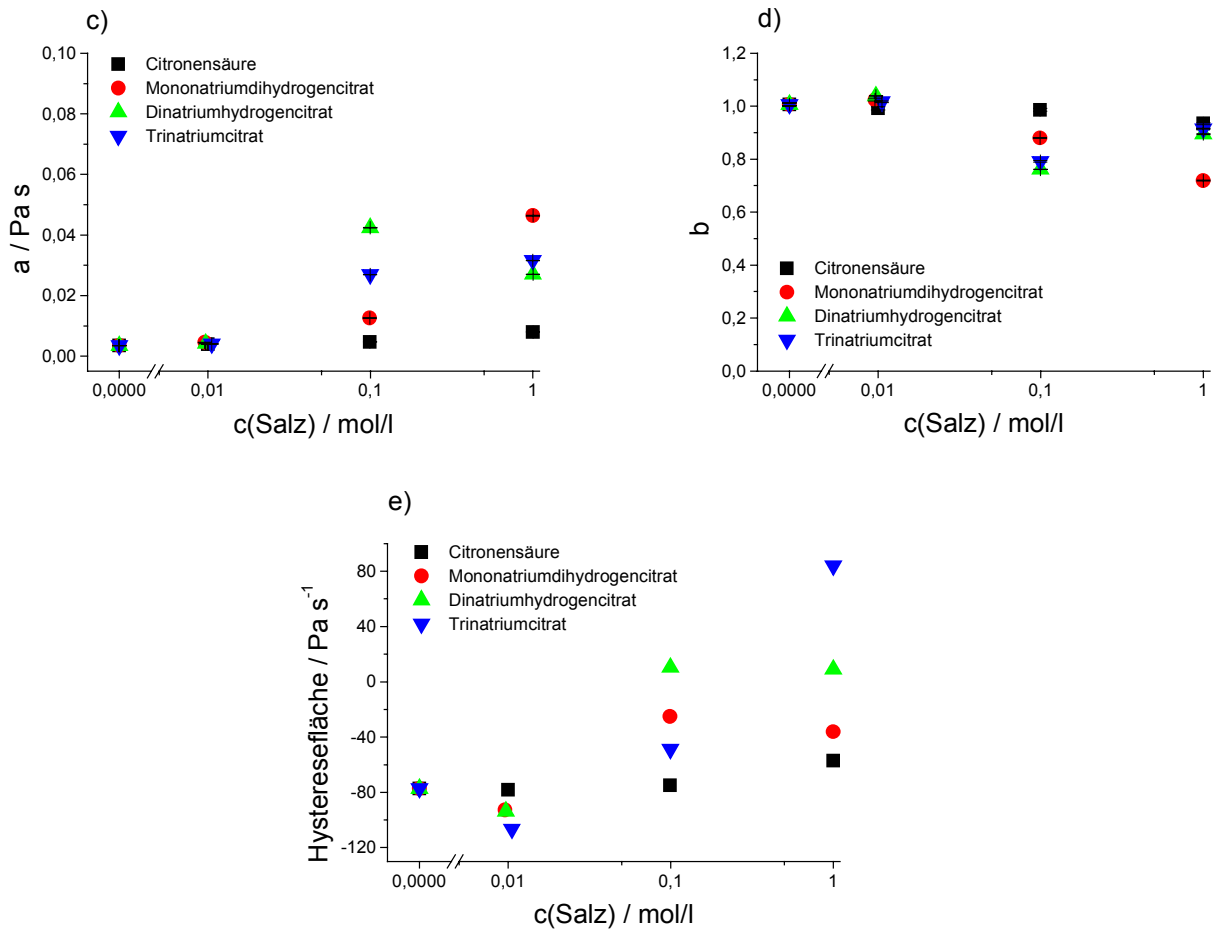 c)
Citronensäure
Mononatriumdihydrogencitrat
Dinatriumhydrogencitrat
Trinatriumcitrat
0,10
0,08
0,06
0,04
0,02
0,00
a / Pa s
0,0000 0,01 0,1 1
c(Salz) / mol/l
d)
1,2
1,0
0,8
0,6
0,4
0,2
0,0
b
Citronensäure
Mononatriumdihydrogencitrat
Dinatriumhydrogencitrat
Trinatriumcitrat
0,0000 0,01 0,1 1
c(Salz) / mol/l
e)
Citronensäure
Mononatriumdihydrogencitrat
Dinatriumhydrogencitrat
Trinatriumcitrat
80
40
0
-40
-80
-120
Hysteresefläche / Pa s⁻¹
0,0000 0,01 0,1 1
c(Salz) / mol/l